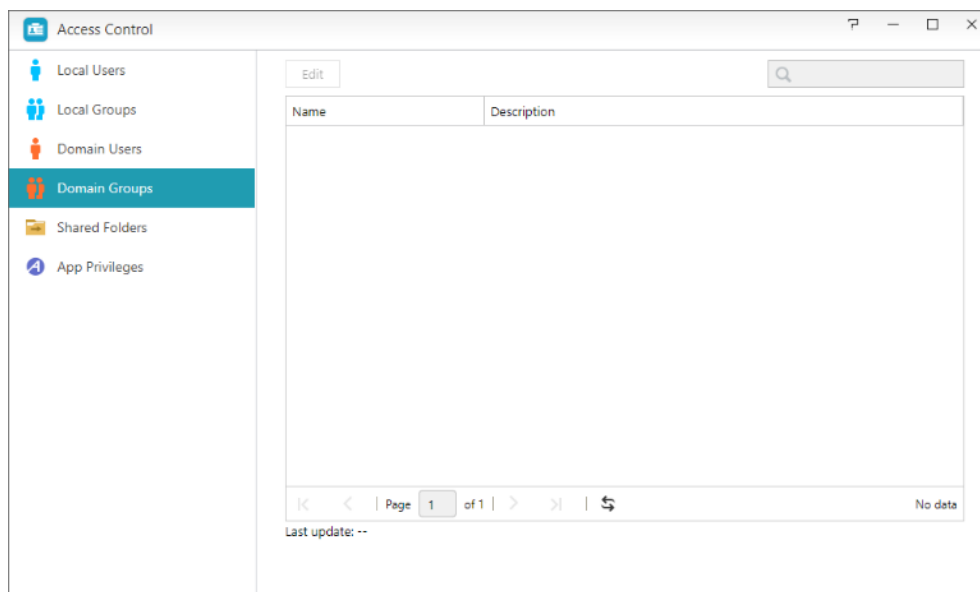 Access Control
Local Users
Local Groups
Domain Users
Domain Groups
Shared Folders
App Privileges
Edit
Name Description
Page 1 of 1 No data
Last update: --